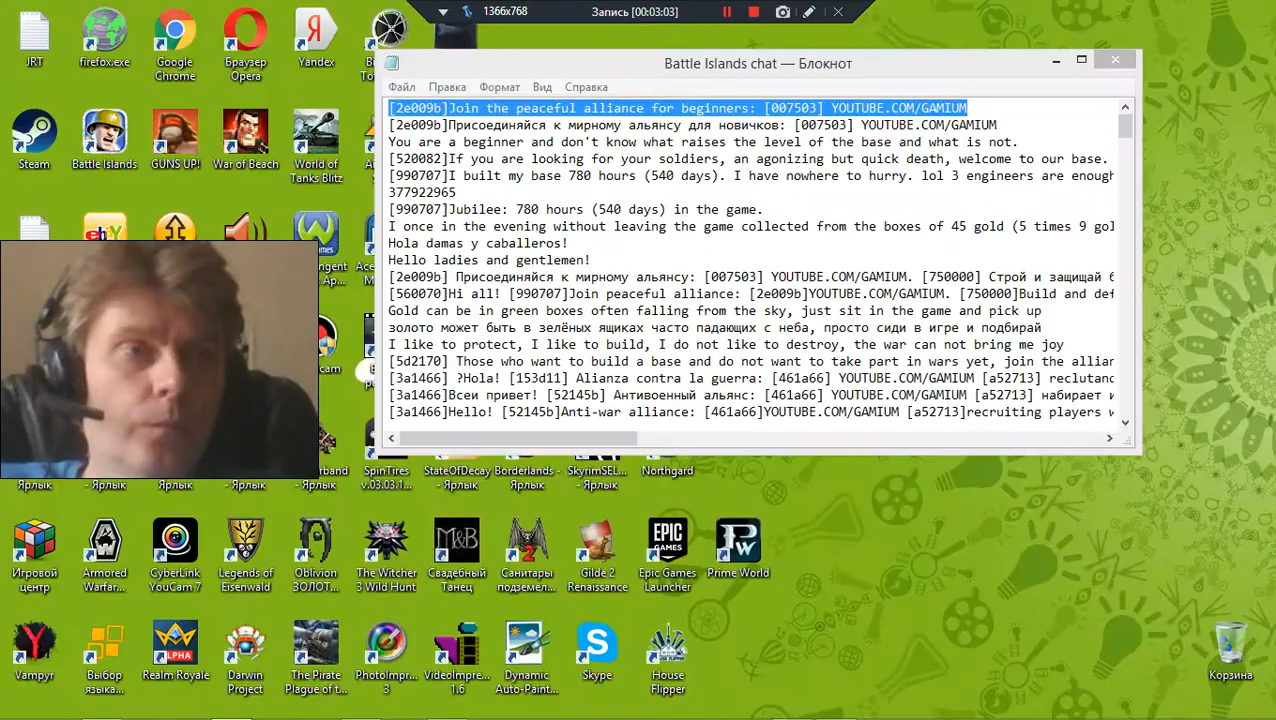 1366x768
Запись [00:03:03]
JRT
firefox.exe
Google Chrome
Браузер Opera
Yandex
Battle Islands chat — Блокнот
Файл Правка Формат Вид Справка
[2e009b]Join the peaceful alliance for beginners: [007503] YOUTUBE.COM/GAMIUM
[2e009b]Присоединяйся к мирному альянсу для новичков: [007503] YOUTUBE.COM/GAMIUM
You are a beginner and don't know what raises the level of the base and what is not.
[520082]If you are looking for your soldiers, an agonizing but quick death, welcome to our base.
[990707]I built my base 780 hours (540 days). I have nowhere to hurry. lol 3 engineers are enough
377922965
[990707]Jubilee: 780 hours (540 days) in the game.
I once in the evening without leaving the game collected from the boxes of 45 gold (5 times 9 gol
Hola damas y caballeros!
Hello ladies and gentlemen!
[2e009b] Присоединяйся к мирному альянсу: [007503] YOUTUBE.COM/GAMIUM. [750000] Строй и защищай б
[560070]Hi all! [990707]Join peaceful alliance: [2e009b]YOUTUBE.COM/GAMIUM. [750000]Build and def
Gold can be in green boxes often falling from the sky, just sit in the game and pick up
золото может быть в зелёных ящиках часто падающих с неба, просто сиди в игре и подбирай
I like to protect, I like to build, I do not like to destroy, the war can not bring me joy
[5d2170] Those who want to build a base and do not want to take part in wars yet, join the allian
[3a1466] ?Hola! [153d11] Alianza contra la guerra: [461a66] YOUTUBE.COM/GAMIUM [a52713] reclutanc
[3a1466]Всеи привет! [52145b] Антивоенный альянс: [461a66] YOUTUBE.COM/GAMIUM [a52713] набирает и
[3a1466]Hello! [52145b]Anti-war alliance: [461a66]YOUTUBE.COM/GAMIUM [a52713]recruiting players w
Steam
Battle Islands
GUNS UP!
War of Beach
World of Tanks Blitz
ebY
Ярлык
- Ярлык
- Ярлык
- Ярлык
- Ярлык
SpinTires v.03.03.1...
StateOfDecay - Ярлык
Borderlands - Ярлык
SkyrimSEL... - Ярлык
Northgard
Игровой центр
Armored Warfar...
CyberLink YouCam 7
Legends of Eisenwald
Oblivion ЗОЛОТ...
The Witcher 3 Wild Hunt
M&B
Свадебный Танец
Санитары подземел...
Gilde 2 Renaissance
EPIC GAMES
Epic Games Launcher
Prime World
Vampyr
Выбор языка...
ALPHA
Realm Royale
Darwin Project
The Pirate Plague of t...
PhotoImpre... 3
VideoImpre... 1.6
Dynamic Auto-Paint...
Skype
House Flipper
Корзина